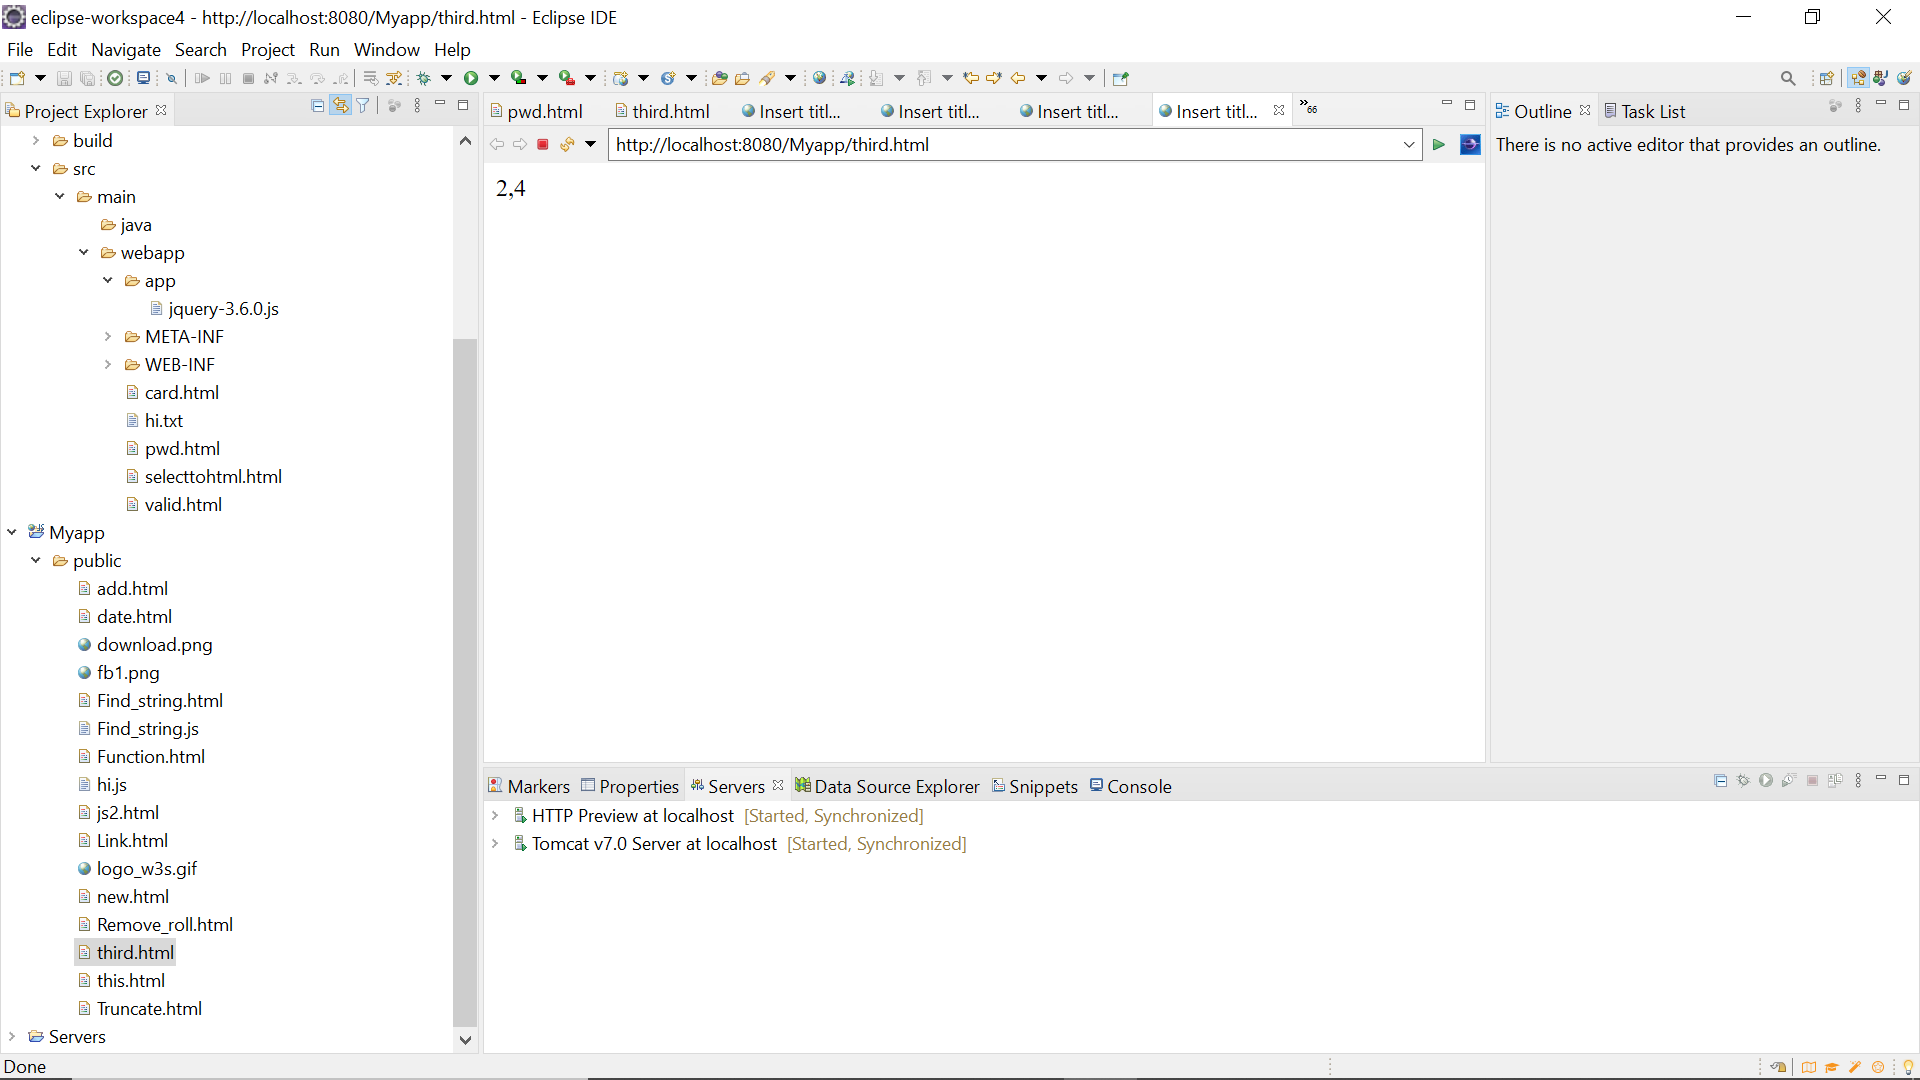 eclipse-workspace4 - http://localhost:8080/Myapp/third.html - Eclipse IDE
File Edit Navigate Search Project Run Window Help
Project Explorer
build
src
main
java
webapp
app
jquery-3.6.0.js
META-INF
WEB-INF
card.html
hi.txt
pwd.html
selecttohtml.html
valid.html
Myapp
public
add.html
date.html
download.png
fb1.png
Find_string.html
Find_string.js
Function.html
hi.js
js2.html
Link.html
logo_w3s.gif
new.html
Remove_roll.html
third.html
this.html
Truncate.html
Servers
pwd.html third.html Insert titl... Insert titl... Insert titl... Insert titl... »66
http://localhost:8080/Myapp/third.html
2,4
Outline Task List
There is no active editor that provides an outline.
Markers Properties Servers Data Source Explorer Snippets Console
HTTP Preview at localhost [Started, Synchronized]
Tomcat v7.0 Server at localhost [Started, Synchronized]
Done